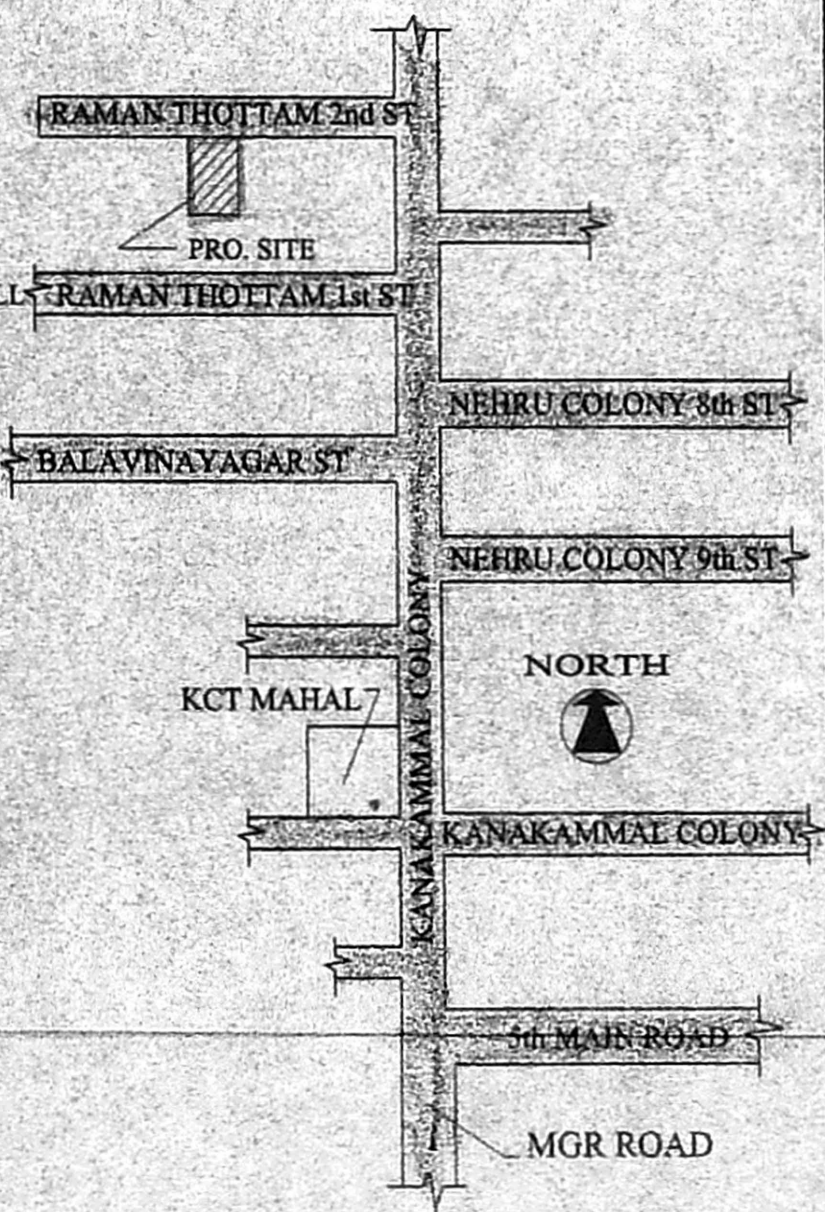 RAMAN THOTTAM 2nd ST
PRO. SITE
RAMAN THOTTAM 1st ST
NEHRU COLONY 8th ST
BALAVINAYAGAR ST
NEHRU COLONY 9th ST
KANAKAMMAL COLONY
NORTH
KCT MAHAL
KANAKAMMAL COLONY
5th MAIN ROAD
MGR ROAD